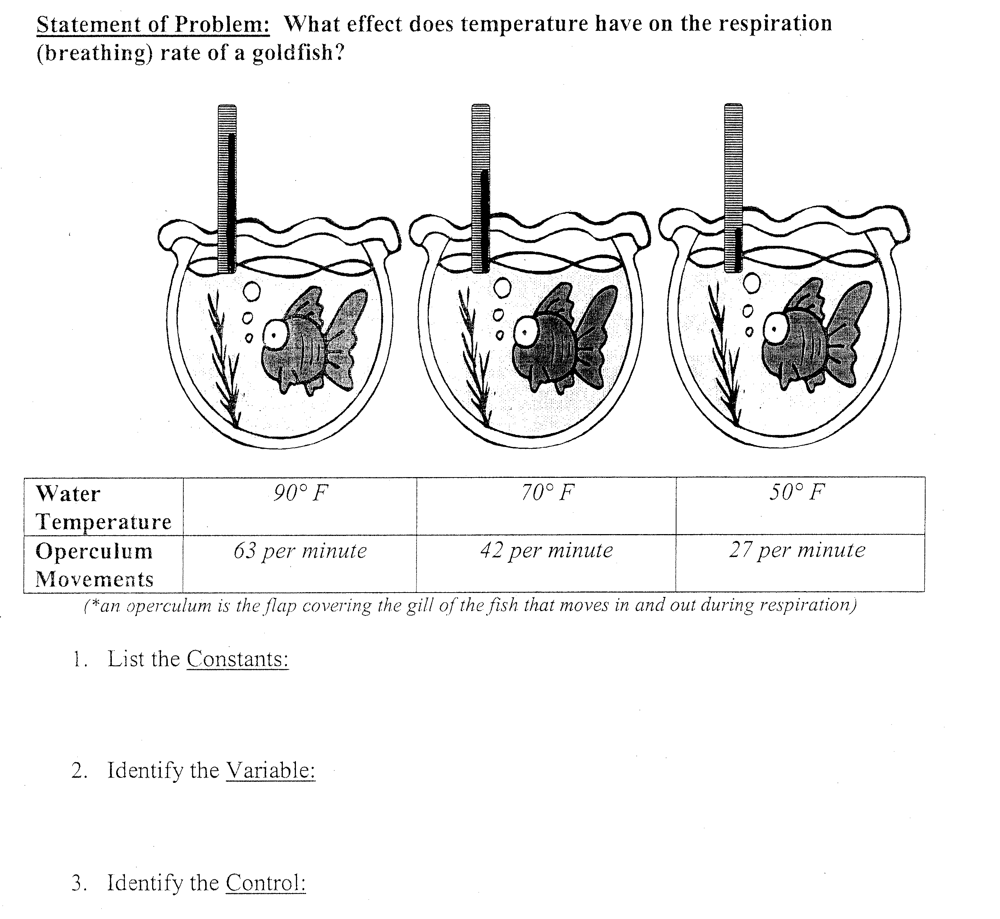 Statement of Problem: What effect does temperature have on the respiration
(breathing) rate of a goldfish?
Water Temperature 90° F 70° F 50° F
Operculum Movements 63 per minute 42 per minute 27 per minute
(*an operculum is the flap covering the gill of the fish that moves in and out during respiration)
1. List the Constants:
2. Identify the Variable:
3. Identify the Control: